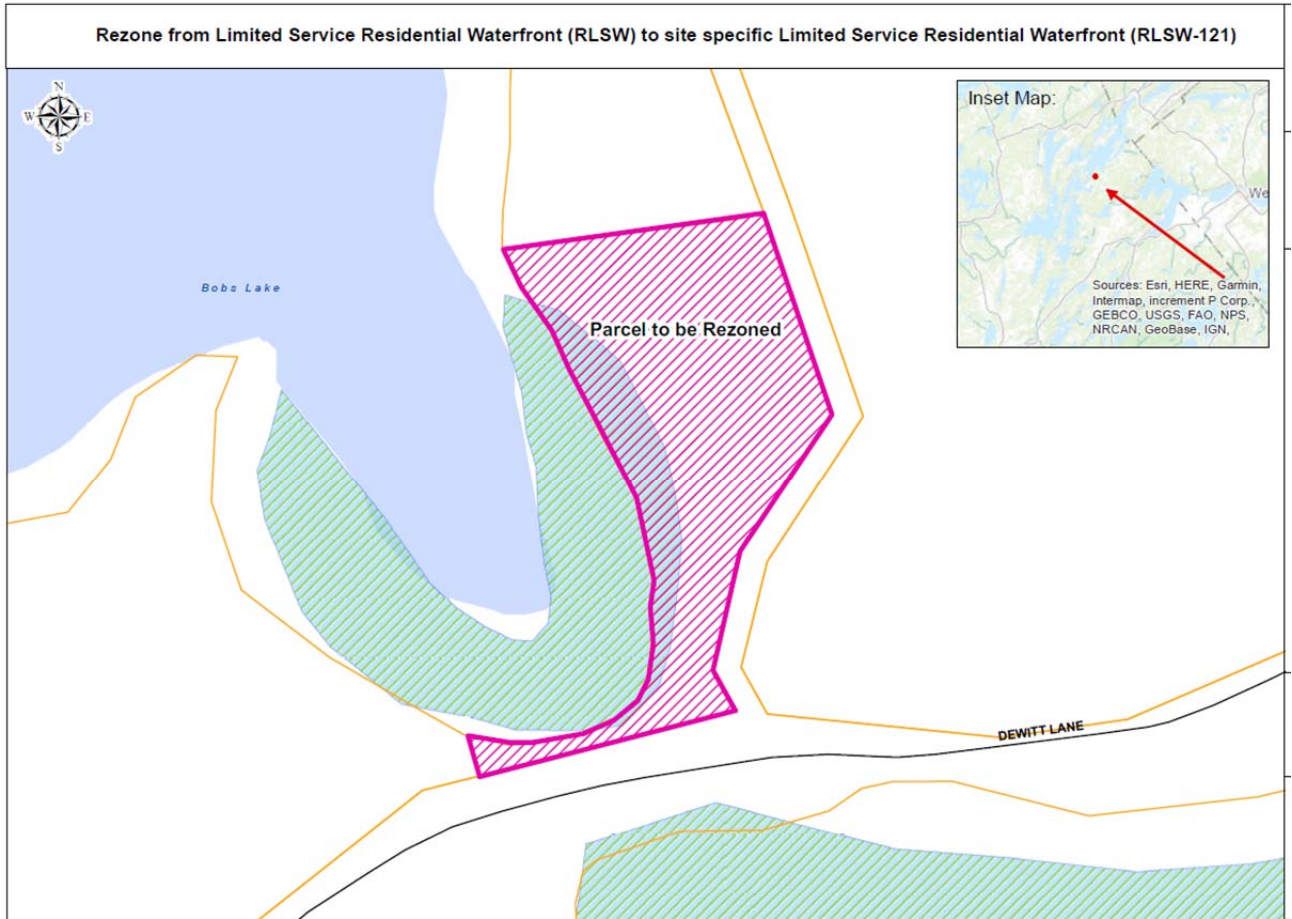 Rezone from Limited Service Residential Waterfront (RLSW) to site specific Limited Service Residential Waterfront (RLSW-121)
N
W E
S
Inset Map:
We
Sources: Esri, HERE, Garmin,
Intermap, increment P Corp.,
GEBCO, USGS, FAO, NPS,
NRCAN, GeoBase, IGN,
Bobs Lake
Parcel to be Rezoned
DEWITT LANE